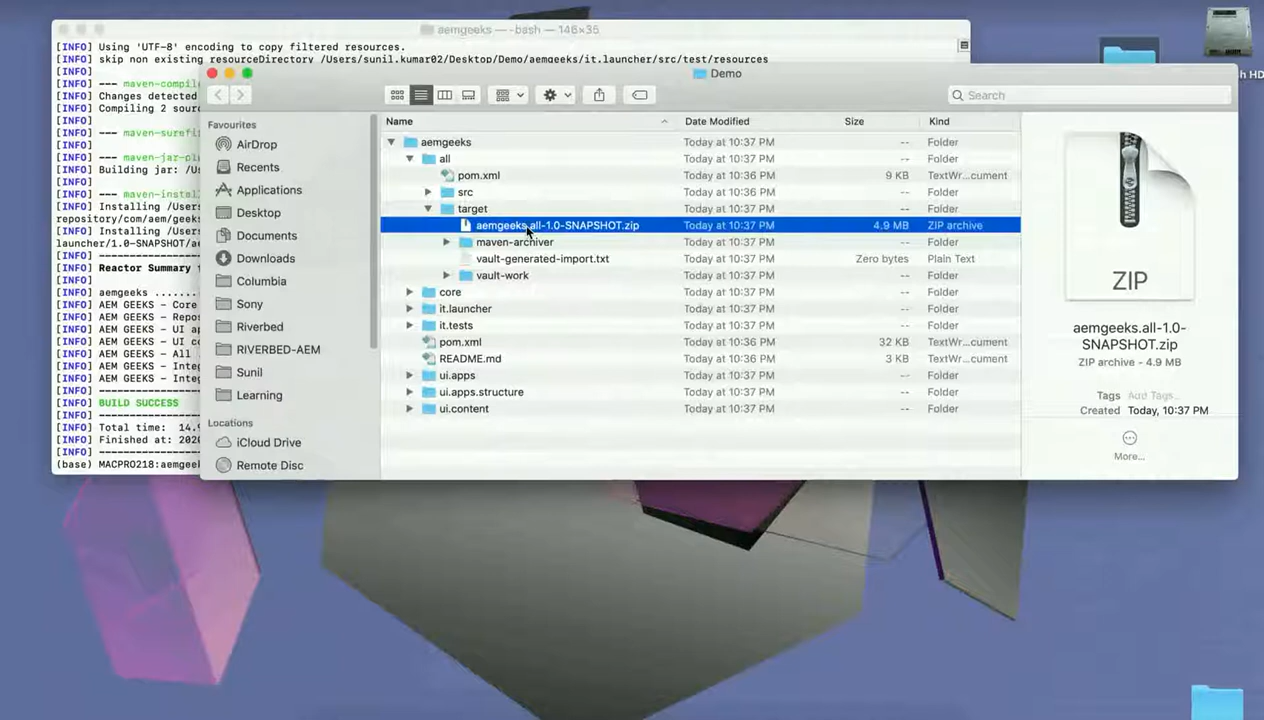 aemgeeks — -bash — 146×35
[INFO] Using 'UTF-8' encoding to copy filtered resources.
[INFO] skip non existing resourceDirectory /Users/sunil.kumar02/Desktop/Demo/aemgeeks/it.launcher/src/test/resources
[INFO]
[INFO] --- maven-compile
[INFO] Changes detected
[INFO] Compiling 2 sour
[INFO]
[INFO] --- maven-surefi
[INFO]
[INFO] --- maven-jar-pl
[INFO] Building jar: /Us
[INFO]
[INFO] --- maven-instal
[INFO] Installing /Users
repository/com/aem/geeks
[INFO] Installing /Users
launcher/1.0-SNAPSHOT/ae
[INFO]
[INFO] Reactor Summary f
[INFO]
[INFO] aemgeeks .......
[INFO] AEM GEEKS - Core
[INFO] AEM GEEKS - Repos
[INFO] AEM GEEKS - UI ap
[INFO] AEM GEEKS - UI co
[INFO] AEM GEEKS - All
[INFO] AEM GEEKS - Integ
[INFO] AEM GEEKS - Integ
[INFO]
[INFO] BUILD SUCCESS
[INFO]
[INFO] Total time: 14.
[INFO] Finished at: 202
[INFO]
(base) MACPRO218:aemgeek
Demo
Search
Favourites
AirDrop
Recents
Applications
Desktop
Documents
Downloads
Columbia
Sony
Riverbed
RIVERBED-AEM
Sunil
Learning
Locations
iCloud Drive
Remote Disc
Name Date Modified Size Kind
aemgeeks Today at 10:37 PM -- Folder
all Today at 10:37 PM -- Folder
pom.xml Today at 10:36 PM 9 KB TextWr...cument
src Today at 10:36 PM -- Folder
target Today at 10:37 PM -- Folder
aemgeeks.all-1.0-SNAPSHOT.zip Today at 10:37 PM 4.9 MB ZIP archive
maven-archiver Today at 10:37 PM -- Folder
vault-generated-import.txt Today at 10:37 PM Zero bytes Plain Text
vault-work Today at 10:37 PM -- Folder
core Today at 10:37 PM -- Folder
it.launcher Today at 10:37 PM -- Folder
it.tests Today at 10:37 PM -- Folder
pom.xml Today at 10:36 PM 32 KB TextWr...cument
README.md Today at 10:36 PM 3 KB TextWr...cument
ui.apps Today at 10:37 PM -- Folder
ui.apps.structure Today at 10:37 PM -- Folder
ui.content Today at 10:37 PM -- Folder
ZIP
aemgeeks.all-1.0-
SNAPSHOT.zip
ZIP archive - 4.9 MB
Tags Add Tags...
Created Today, 10:37 PM
More...
h HD